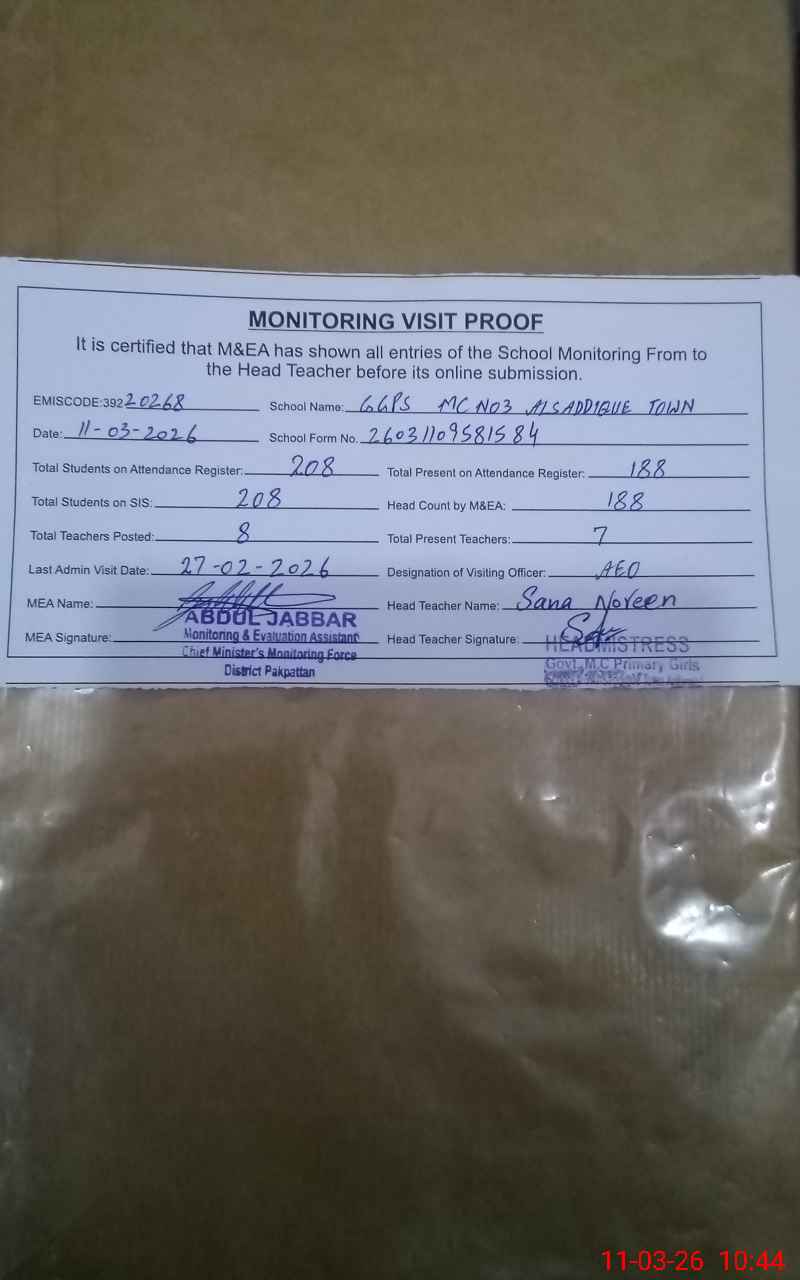 MONITORING VISIT PROOF
It is certified that M&EA has shown all entries of the School Monitoring From to
the Head Teacher before its online submission.
EMISCODE:39220268 School Name: GGPS MC NO3 ALSADDIQUE TOWN
Date: 11-03-2026 School Form No. 26031109581584
Total Students on Attendance Register: 208 Total Present on Attendance Register: 188
Total Students on SIS: 208 Head Count by M&EA: 188
Total Teachers Posted: 8 Total Present Teachers: 7
Last Admin Visit Date: 27-02-2026 Designation of Visiting Officer: AEO
MEA Name: Head Teacher Name: Sana Noreen
ABDUL JABBAR
MEA Signature: Monitoring & Evaluation Assistant Head Teacher Signature: HEADMISTRESS
Chief Minister's Monitoring Force
District Pakpattan
Govt. M.C Primary Girls
11-03-26 10:44